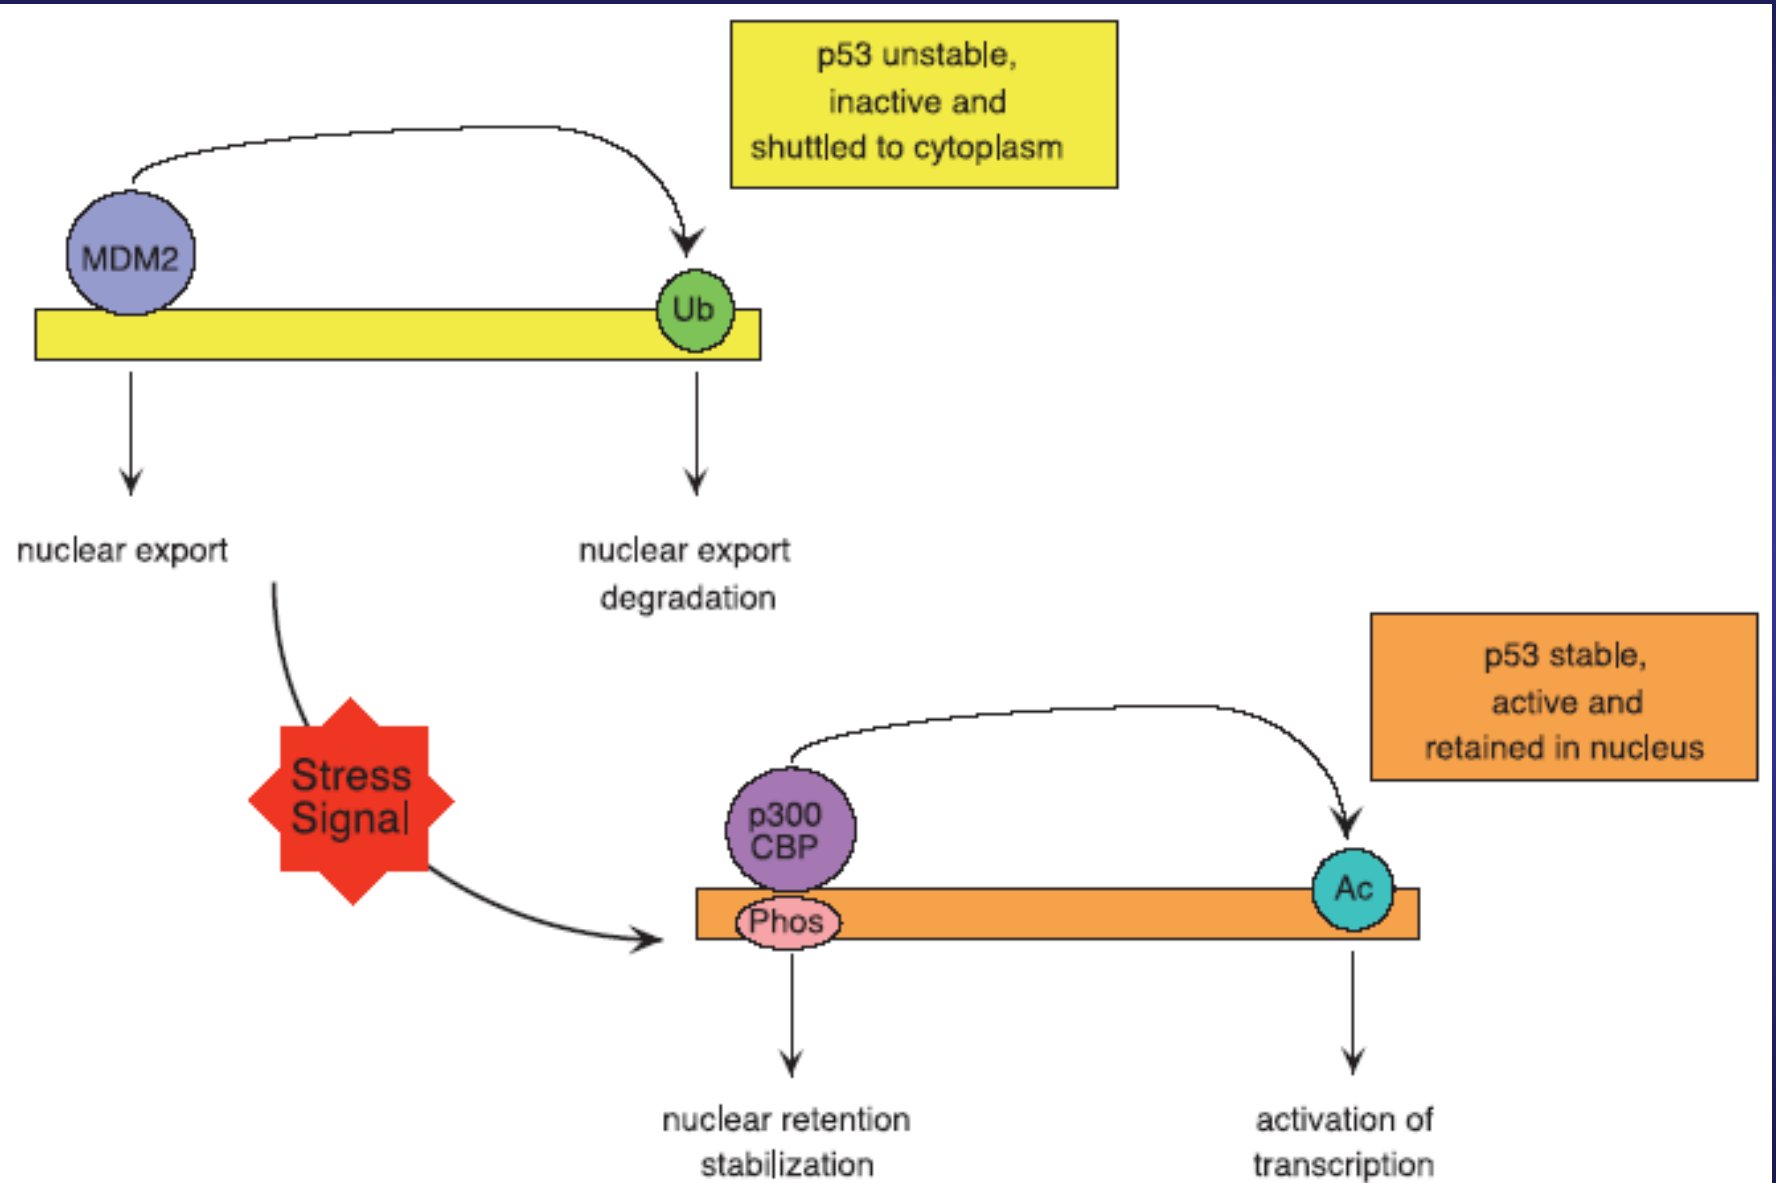 p53 unstable,
inactive and
shuttled to cytoplasm
MDM2
Ub
nuclear export
nuclear export
degradation
Stress
Signal
p53 stable,
active and
retained in nucleus
p300
CBP
Phos
Ac
nuclear retention
stabilization
activation of
transcription